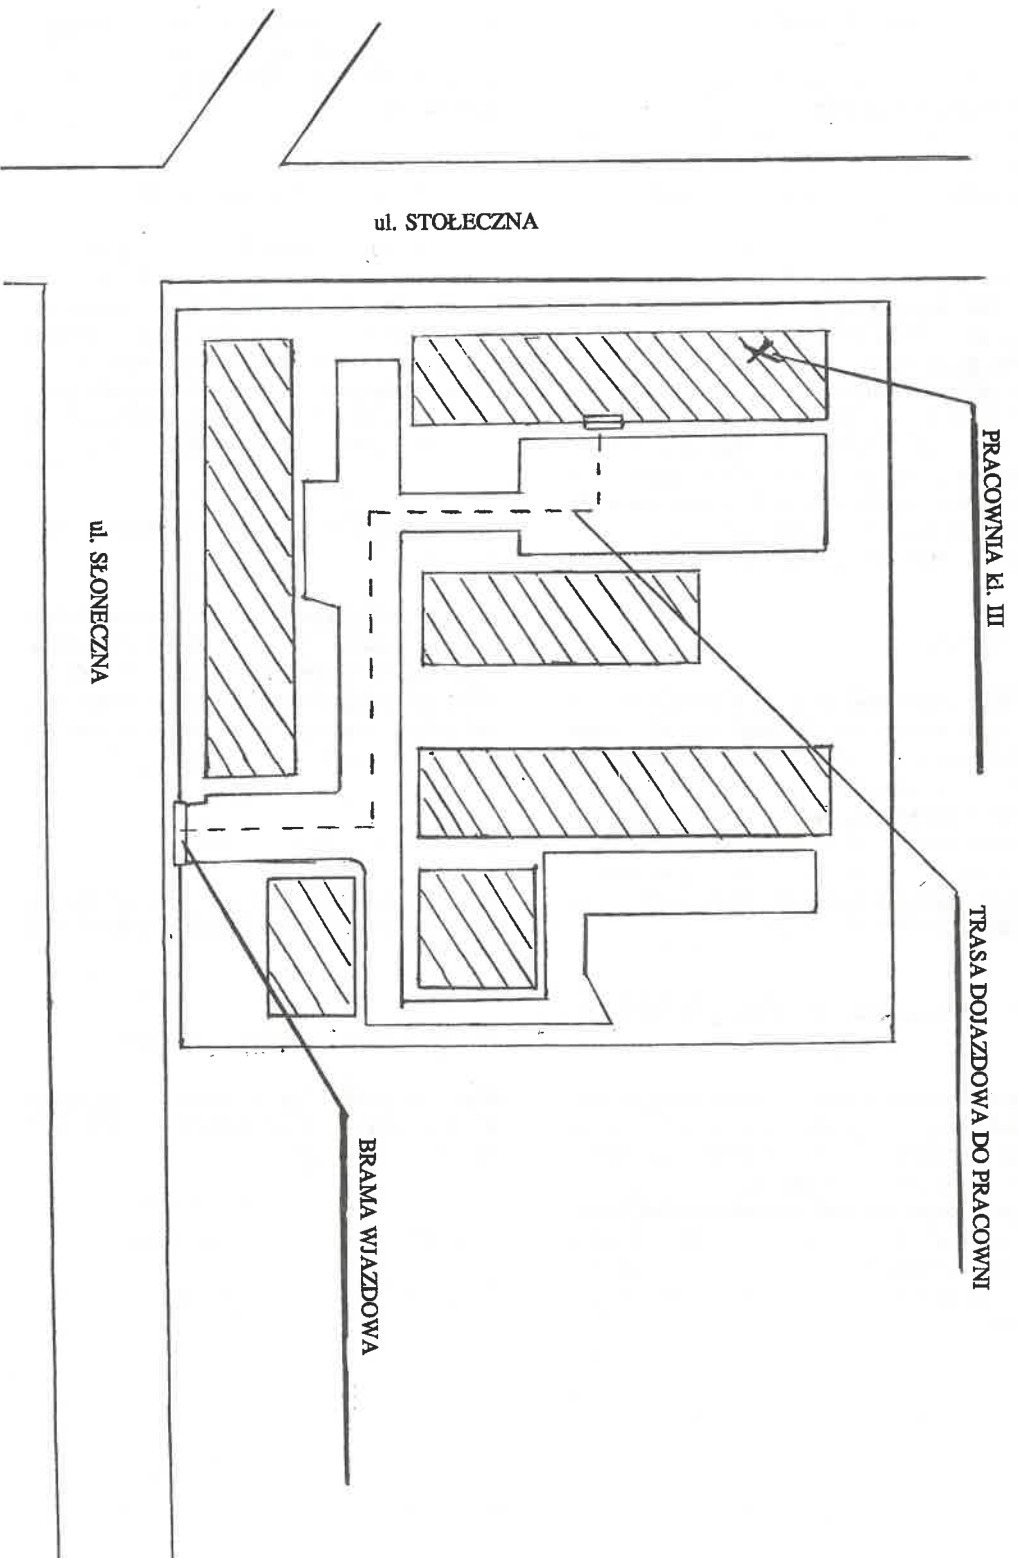 ul. STOŁECZNA
PRACOWNIA kl. III
ul. SŁONECZNA
TRASA DOJAZDOWA DO PRACOWNI
BRAMA WJAZDOWA